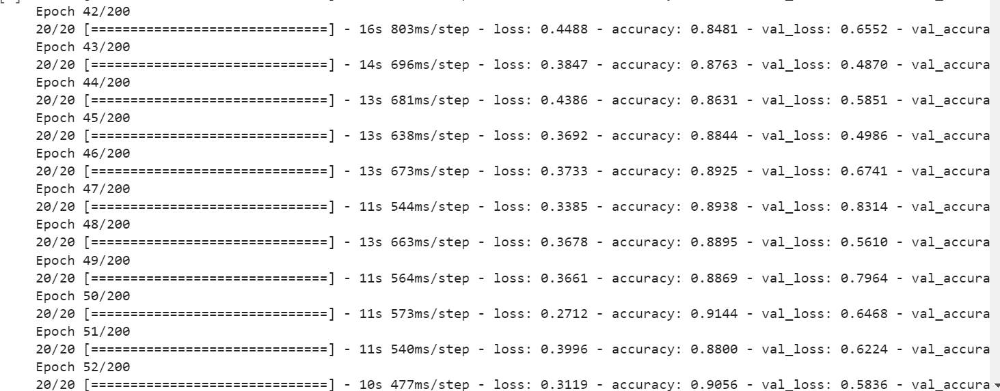 Epoch 42/200
20/20 [==============================] - 16s 803ms/step - loss: 0.4488 - accuracy: 0.8481 - val_loss: 0.6552 - val_accura
Epoch 43/200
20/20 [==============================] - 14s 696ms/step - loss: 0.3847 - accuracy: 0.8763 - val_loss: 0.4870 - val_accura
Epoch 44/200
20/20 [==============================] - 13s 681ms/step - loss: 0.4386 - accuracy: 0.8631 - val_loss: 0.5851 - val_accura
Epoch 45/200
20/20 [==============================] - 13s 638ms/step - loss: 0.3692 - accuracy: 0.8844 - val_loss: 0.4986 - val_accura
Epoch 46/200
20/20 [==============================] - 13s 673ms/step - loss: 0.3733 - accuracy: 0.8925 - val_loss: 0.6741 - val_accura
Epoch 47/200
20/20 [==============================] - 11s 544ms/step - loss: 0.3385 - accuracy: 0.8938 - val_loss: 0.8314 - val_accura
Epoch 48/200
20/20 [==============================] - 13s 663ms/step - loss: 0.3678 - accuracy: 0.8895 - val_loss: 0.5610 - val_accura
Epoch 49/200
20/20 [==============================] - 11s 564ms/step - loss: 0.3661 - accuracy: 0.8869 - val_loss: 0.7964 - val_accura
Epoch 50/200
20/20 [==============================] - 11s 573ms/step - loss: 0.2712 - accuracy: 0.9144 - val_loss: 0.6468 - val_accura
Epoch 51/200
20/20 [==============================] - 11s 540ms/step - loss: 0.3996 - accuracy: 0.8800 - val_loss: 0.6224 - val_accura
Epoch 52/200
20/20 [==============================] - 10s 477ms/step - loss: 0.3119 - accuracy: 0.9056 - val_loss: 0.5836 - val_accura